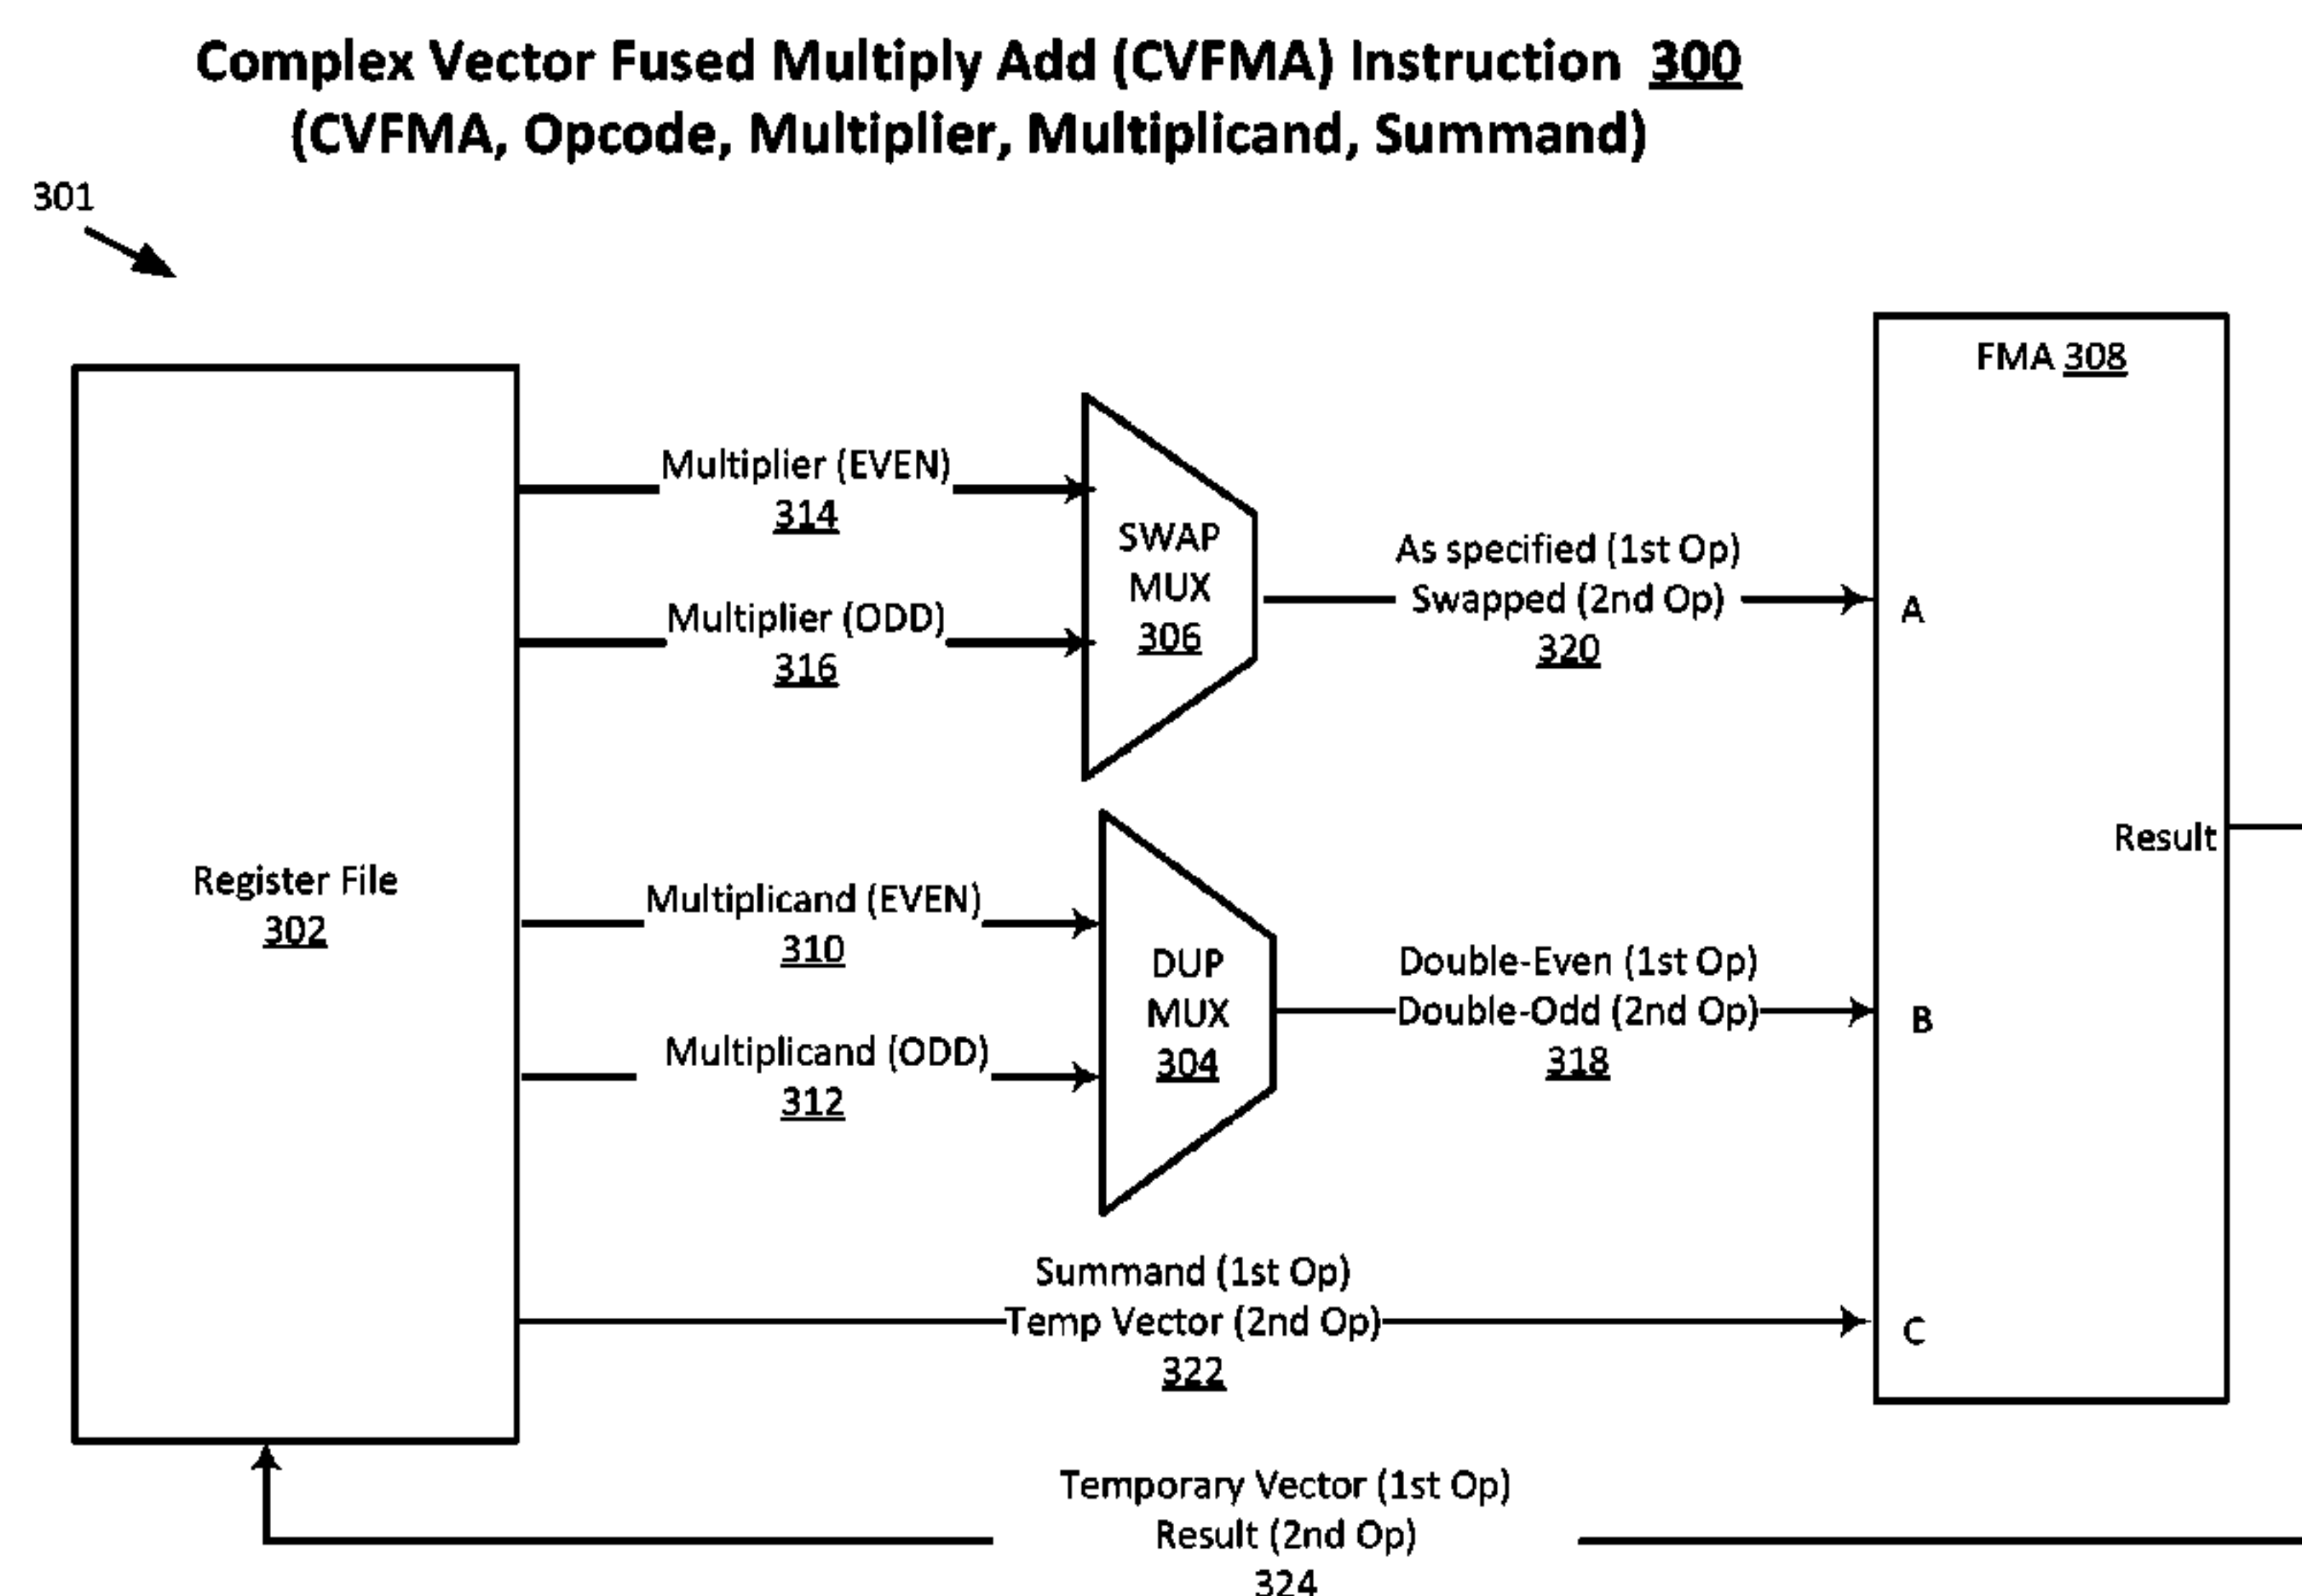 Complex Vector Fused Multiply Add (CVFMA) Instruction 300
(CVFMA, Opcode, Multiplier, Multiplicand, Summand)
301
Register File
302
Multiplier (EVEN)
314
Multiplier (ODD)
316
Multiplicand (EVEN)
310
Multiplicand (ODD)
312
SWAP
MUX
306
DUP
MUX
304
As specified (1st Op)
Swapped (2nd Op)
320
Double-Even (1st Op)
Double-Odd (2nd Op)
318
Summand (1st Op)
Temp Vector (2nd Op)
322
FMA 308
A
B
C
Result
Temporary Vector (1st Op)
Result (2nd Op)
324